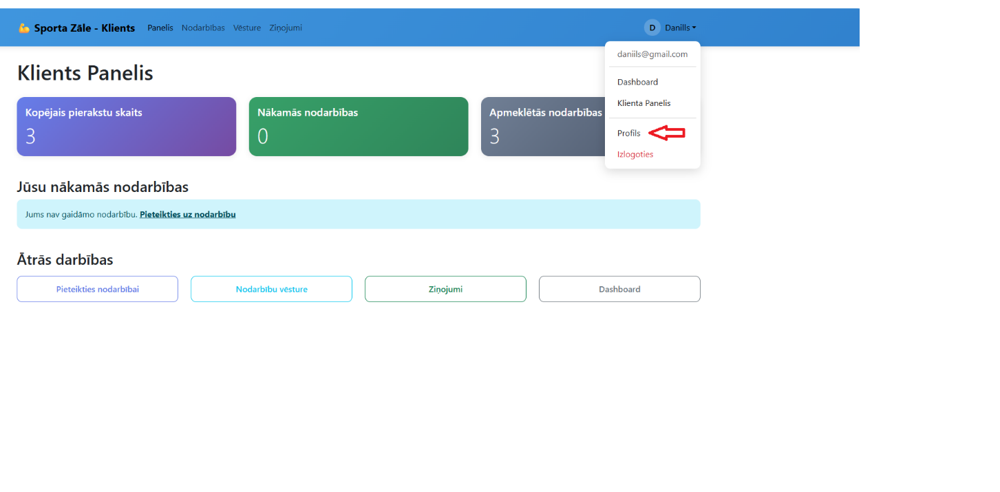 💪 Sporta Zāle - Klients Panelis Nodarbības Vēsture Ziņojumi D Danills
daniils@gmail.com
Dashboard
Klienta Panelis
Profils
Izlogoties
Klients Panelis
Kopējais pierakstu skaits
3
Nākamās nodarbības
0
Apmeklētās nodarbības
3
Jūsu nākamās nodarbības
Jums nav gaidāmo nodarbību. Pieteikties uz nodarbību
Ātrās darbības
Pieteikties nodarbībai
Nodarbību vēsture
Ziņojumi
Dashboard